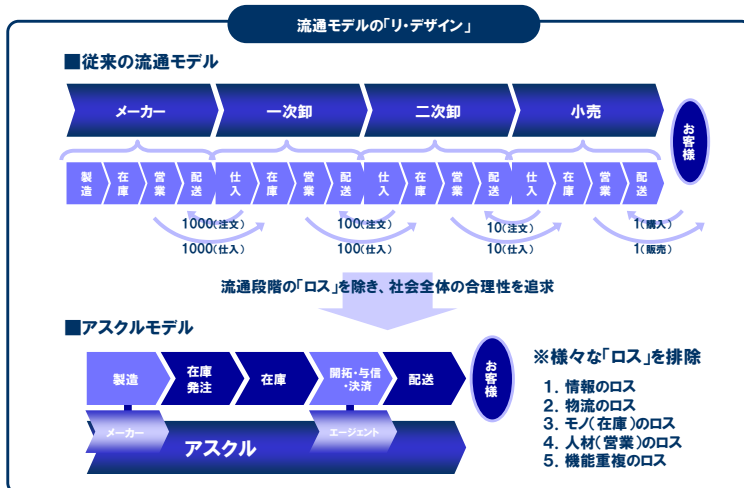 流通モデルの「リ・デザイン」
■従来の流通モデル
メーカー
一次卸
二次卸
小売
お客様
製造
在庫
営業
配送
仕入
在庫
営業
配送
仕入
在庫
営業
配送
仕入
在庫
営業
配送
1000(注文)
1000(仕入)
100(注文)
100(仕入)
10(注文)
10(仕入)
1(購入)
1(販売)
流通段階の「ロス」を除き、社会全体の合理性を追求
■アスクルモデル
製造
在庫
発注
在庫
開拓・与信
・決済
配送
お客様
メーカー
エージェント
アスクル
※様々な「ロス」を排除
1. 情報のロス
2. 物流のロス
3. モノ(在庫)のロス
4. 人材(営業)のロス
5. 機能重複のロス